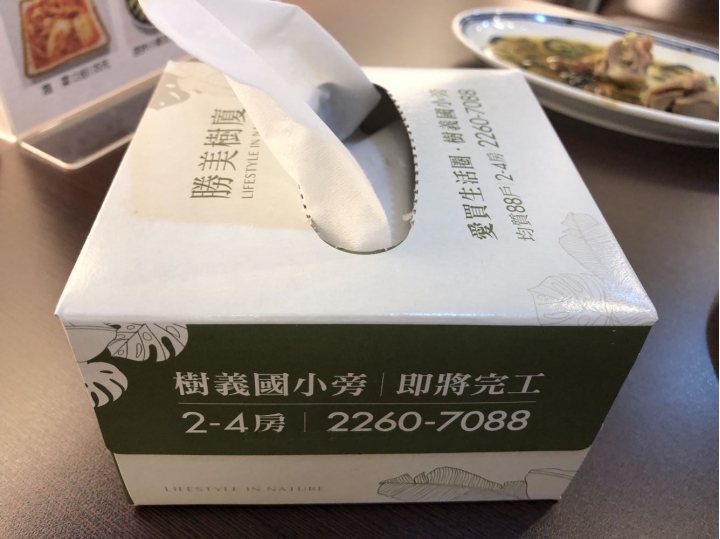 勝美樹廈
LIFESTYLE IN N
愛買生活圈·樹義國小旁
均質88戶 2-4房 2260-7088
樹義國小旁|即將完工
2-4房|2260-7088
LIFESTYLE IN NATURE